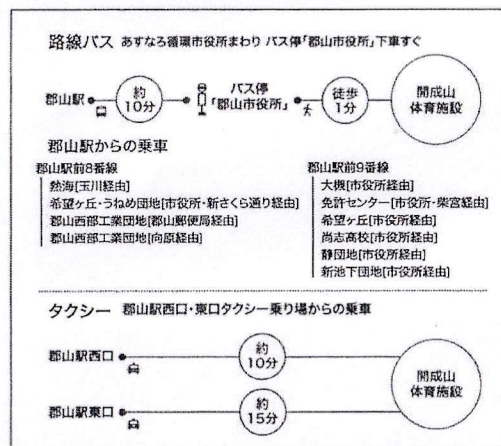 路線バス あすなろ循環市役所まわり バス停「郡山市役所」下車すぐ
郡山駅 約10分 バス停「郡山市役所」 徒歩1分 開成山体育施設
郡山駅からの乗車
郡山駅前8番線
熱海[玉川経由]
希望ヶ丘・うねめ団地[市役所・新さくら通り経由]
郡山西部工業団地[郡山郵便局経由]
郡山西部工業団地[向原経由]
郡山駅前9番線
大槻[市役所経由]
免許センター[市役所・柴宮経由]
希望ヶ丘[市役所経由]
尚志高校[市役所経由]
静団地[市役所経由]
新池下団地[市役所経由]
タクシー 郡山駅西口・東口タクシー乗り場からの乗車
郡山駅西口 約10分
開成山体育施設
郡山駅東口 約15分